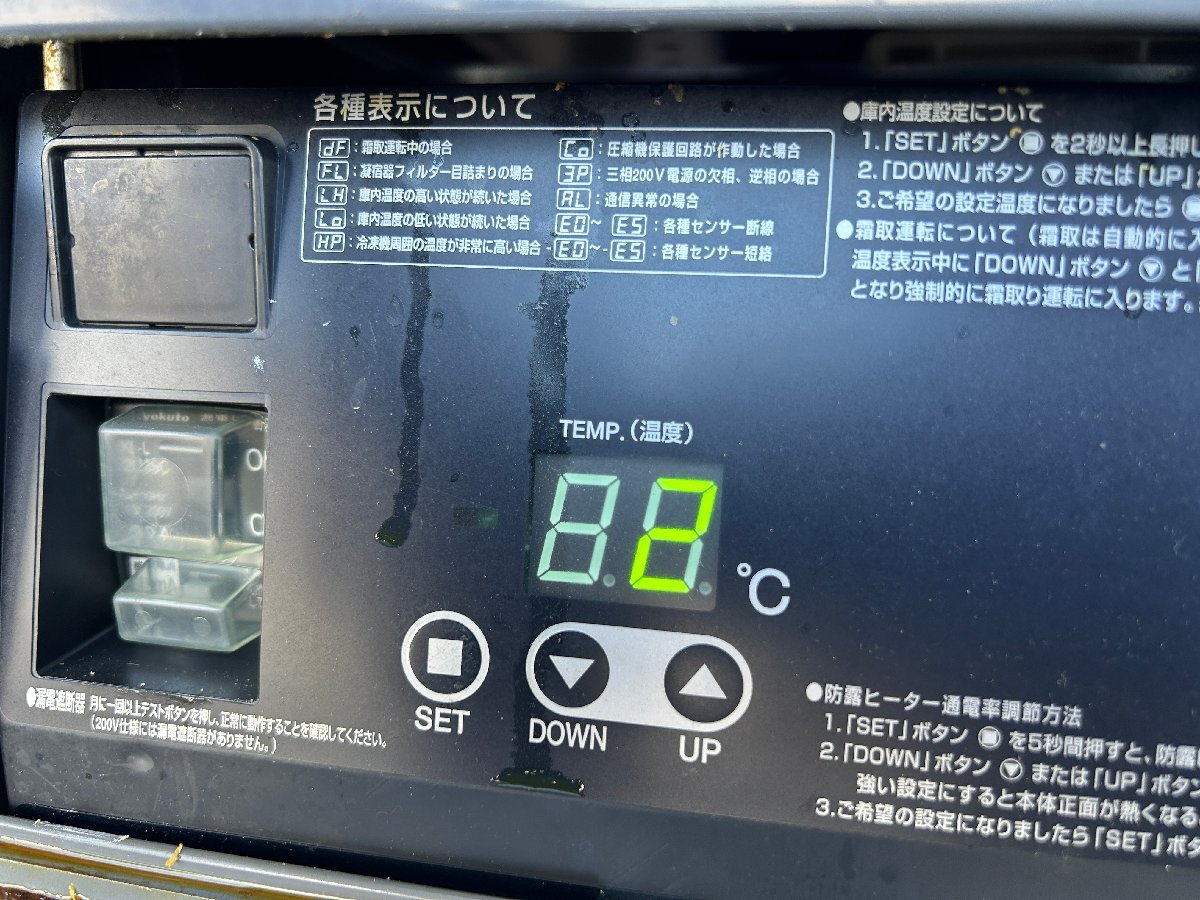 各種表示について
dF：霜取運転中の場合
FL：凝宿器フィルター目詰まりの場合
LH：庫内温度の高い状態が続いた場合
Lo：庫内温度の低い状態が続いた場合
HP：冷凍機周囲の温度が非常に高い場合
Co：圧縮機保護回路が作動した場合
3P：三相200V電源の欠相、逆相の場合
AL：通信異常の場合
E0～E5：各種センサー断線
-E0～-E5：各種センサー短絡
●庫内温度設定について
1.「SET」ボタン■を2秒以上長押し
2.「DOWN」ボタン▼または「UP」
3.ご希望の設定温度になりましたら
●霜取運転について（霜取は自動的に入
温度表示中に「DOWN」ボタン▼と「
となり強制的に霜取り運転に入ります。
TEMP.（温度）
2
℃
SET
DOWN
UP
yokuto
●漏電遮断器 月に一回以上テストボタンを押し、正常に動作することを確認してください。
（200V仕様には漏電遮断器がありません。）
●防露ヒーター通電率調節方法
1.「SET」ボタン■を5秒間押すと、防露
2.「DOWN」ボタン▼または「UP」ボタン
強い設定にすると本体正面が熱くなる
3.ご希望の設定になりましたら「SET」ボタ